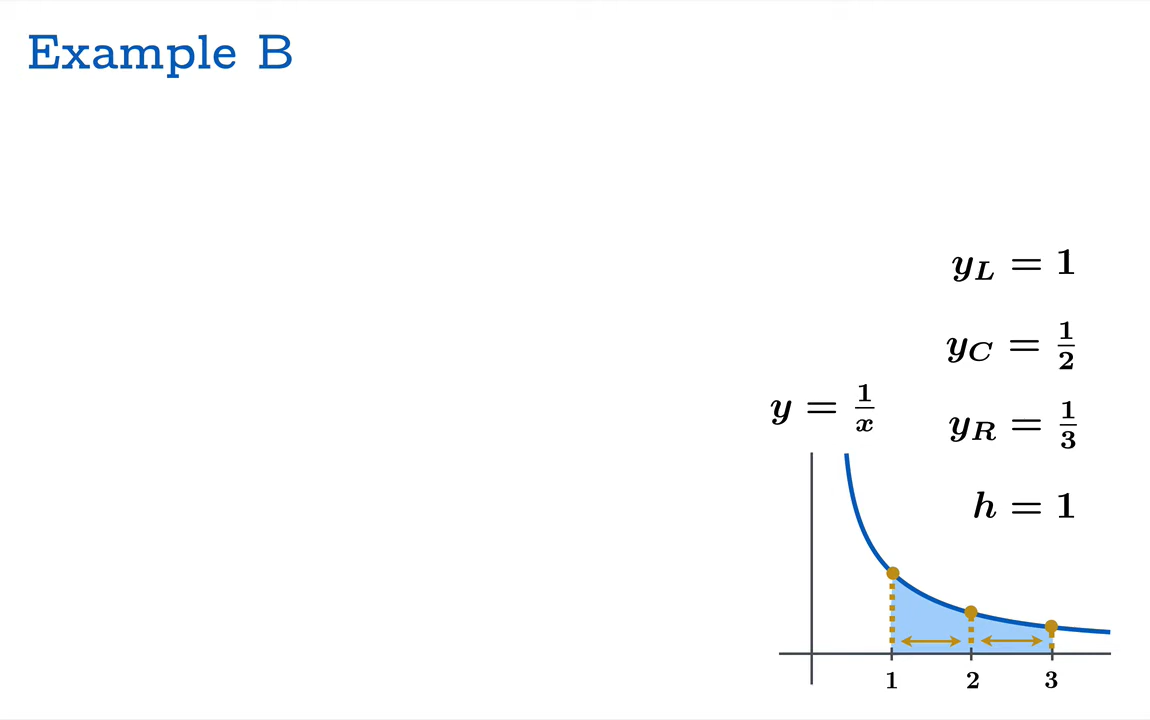 Example B
y_L = 1
y_C = 1/2
y = 1/x
y_R = 1/3
h = 1
1 2 3